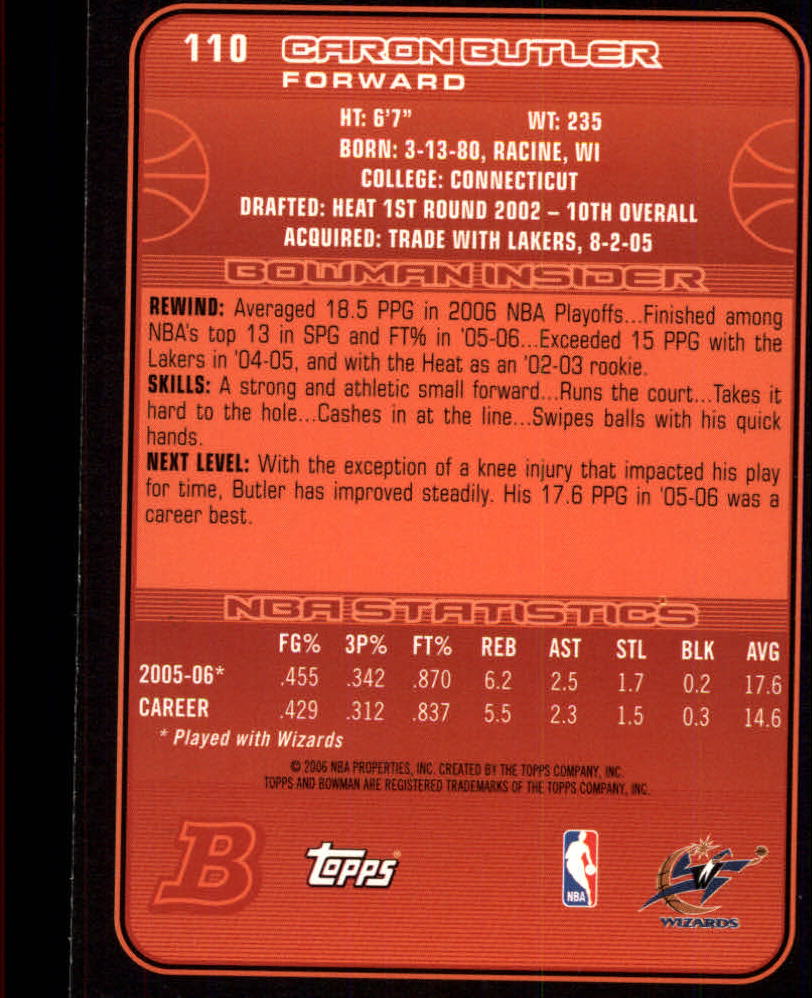 110 CARON BUTLER
FORWARD
HT: 6'7" WT: 235
BORN: 3-13-80, RACINE, WI
COLLEGE: CONNECTICUT
DRAFTED: HEAT 1ST ROUND 2002 – 10TH OVERALL
ACQUIRED: TRADE WITH LAKERS, 8-2-05
BOWMAN INSIDER
REWIND: Averaged 18.5 PPG in 2006 NBA Playoffs...Finished among
NBA's top 13 in SPG and FT% in '05-06...Exceeded 15 PPG with the
Lakers in '04-05, and with the Heat as an '02-03 rookie.
SKILLS: A strong and athletic small forward...Runs the court...Takes it
hard to the hole...Cashes in at the line...Swipes balls with his quick
hands.
NEXT LEVEL: With the exception of a knee injury that impacted his play
for time, Butler has improved steadily. His 17.6 PPG in '05-06 was a
career best.
NBA STATISTICS
FG% 3P% FT% REB AST STL BLK AVG
2005-06* .455 .342 .870 6.2 2.5 1.7 0.2 17.6
CAREER .429 .312 .837 5.5 2.3 1.5 0.3 14.6
* Played with Wizards
© 2006 NBA PROPERTIES, INC. CREATED BY THE TOPPS COMPANY, INC.
TOPPS AND BOWMAN ARE REGISTERED TRADEMARKS OF THE TOPPS COMPANY, INC.
B TOPPS® NBA W
WIZARDS